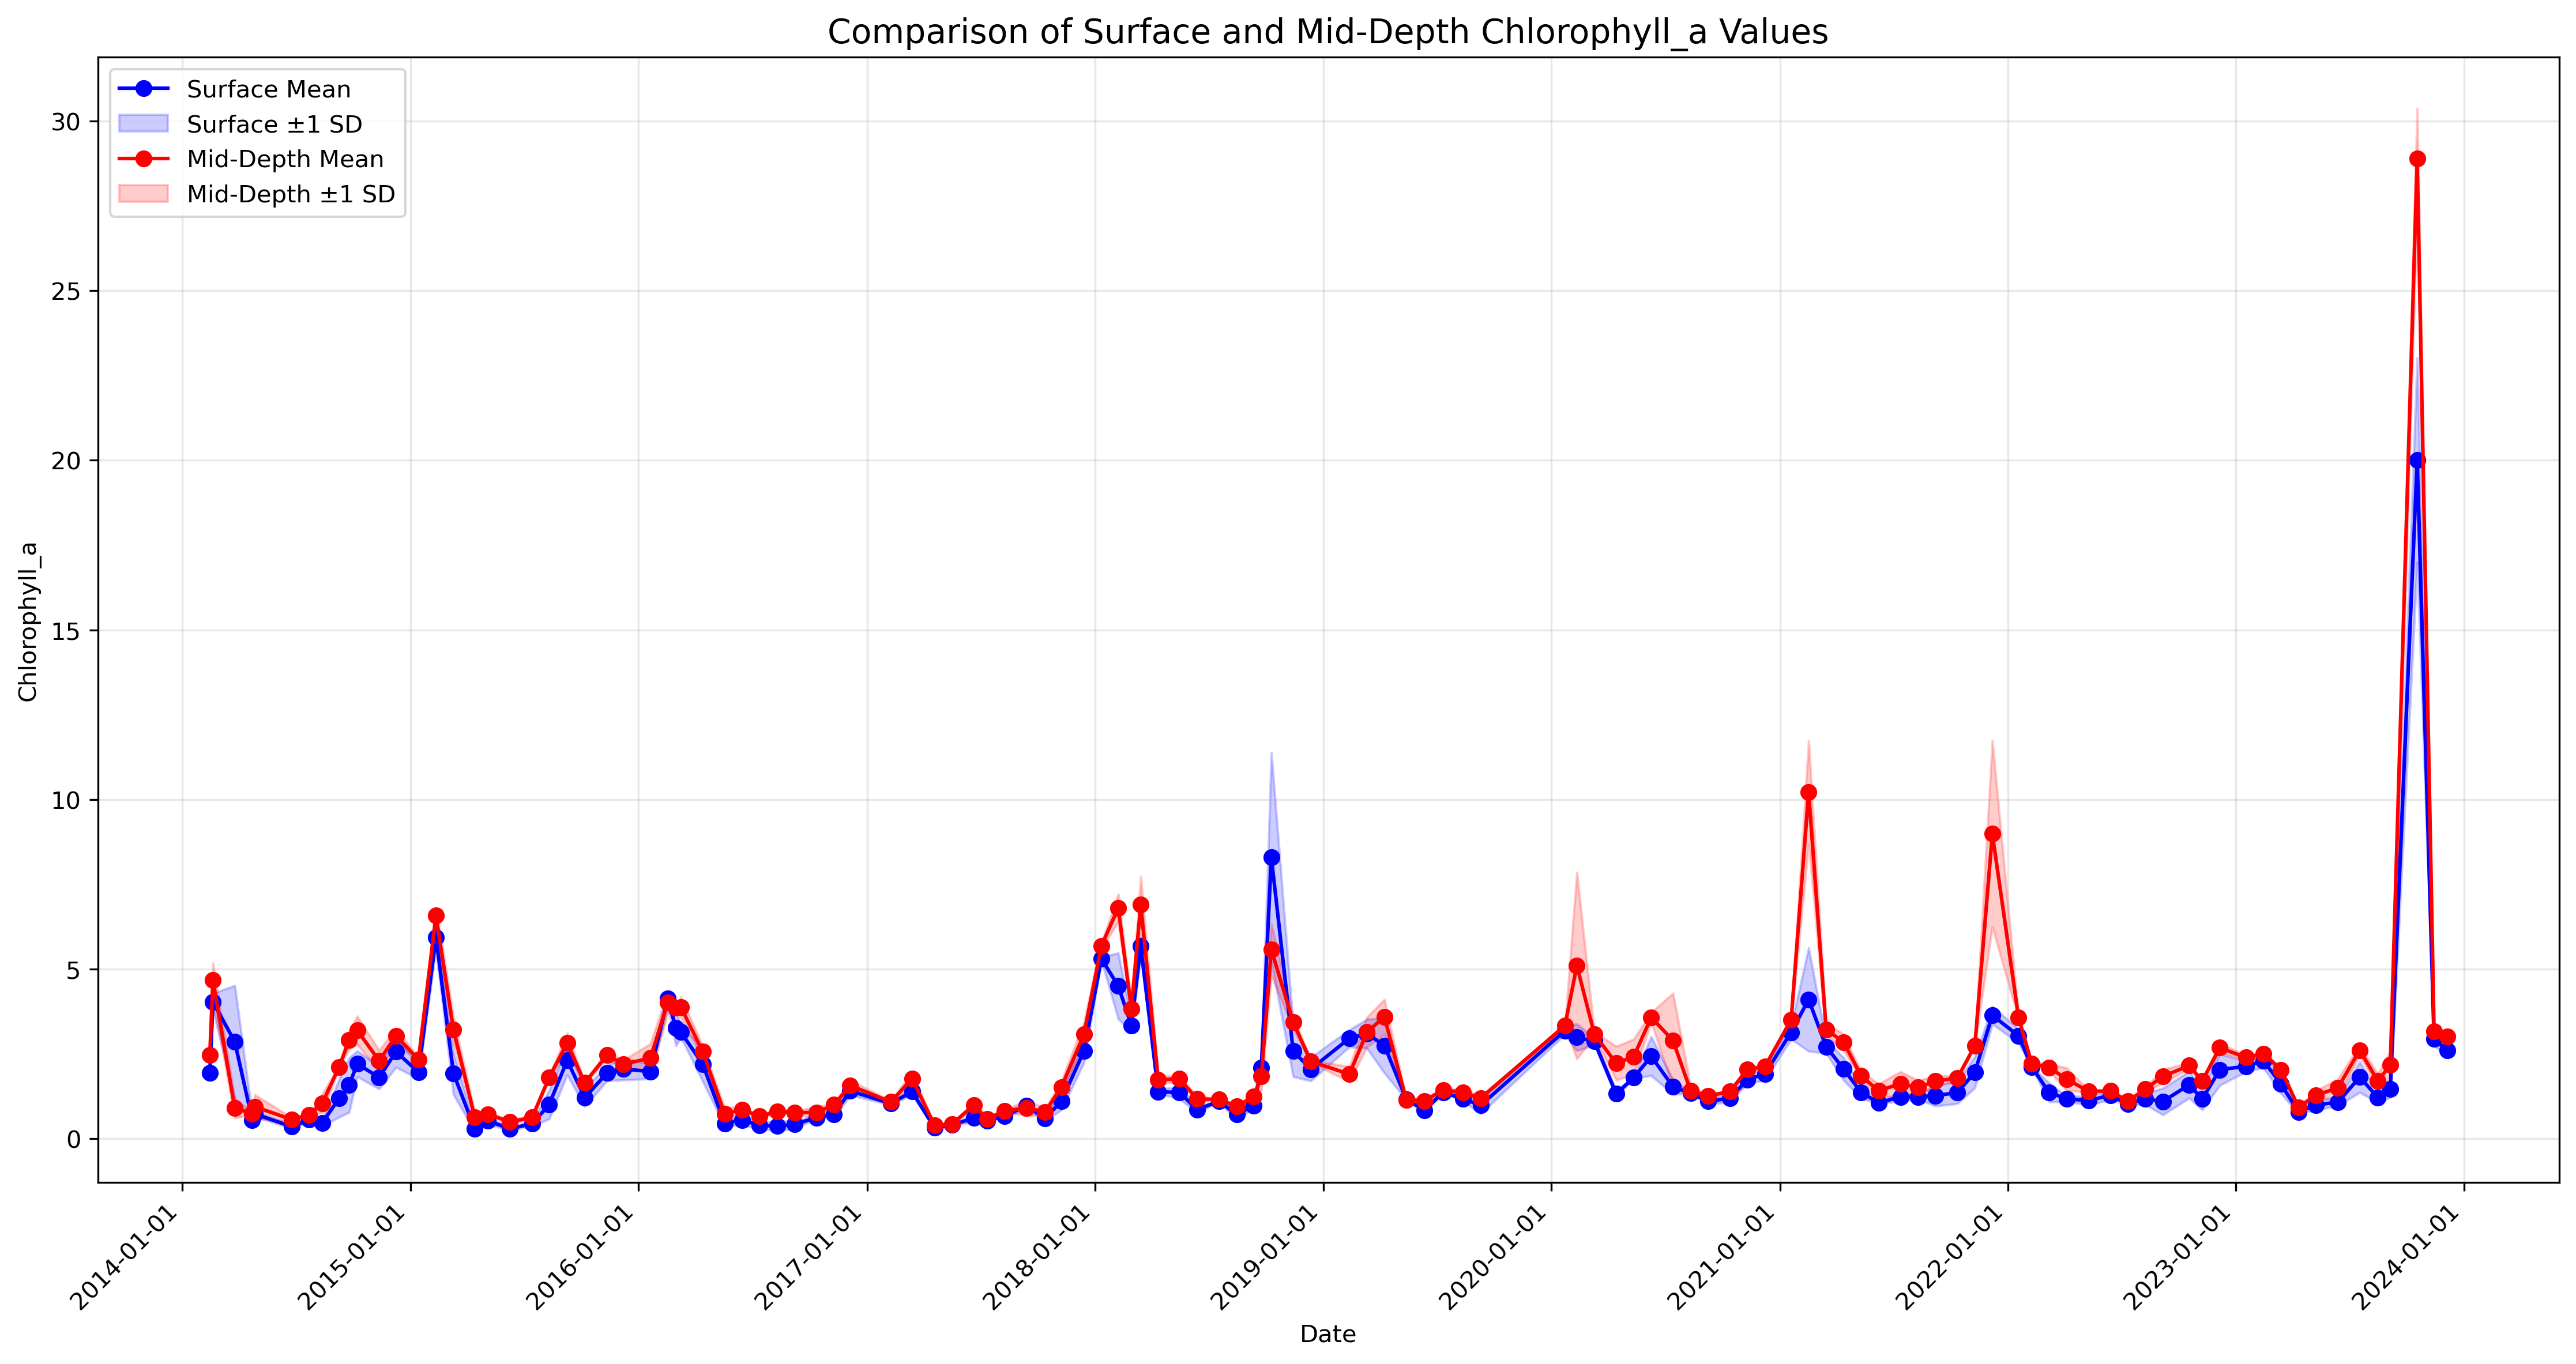 Comparison of Surface and Mid-Depth Chlorophyll_a Values
Surface Mean
Surface ±1 SD
Mid-Depth Mean
Mid-Depth ±1 SD
30
25
20
15
10
5
0
Chlorophyll_a
2014-01-01
2015-01-01
2016-01-01
2017-01-01
2018-01-01
2019-01-01
2020-01-01
2021-01-01
2022-01-01
2023-01-01
2024-01-01
Date